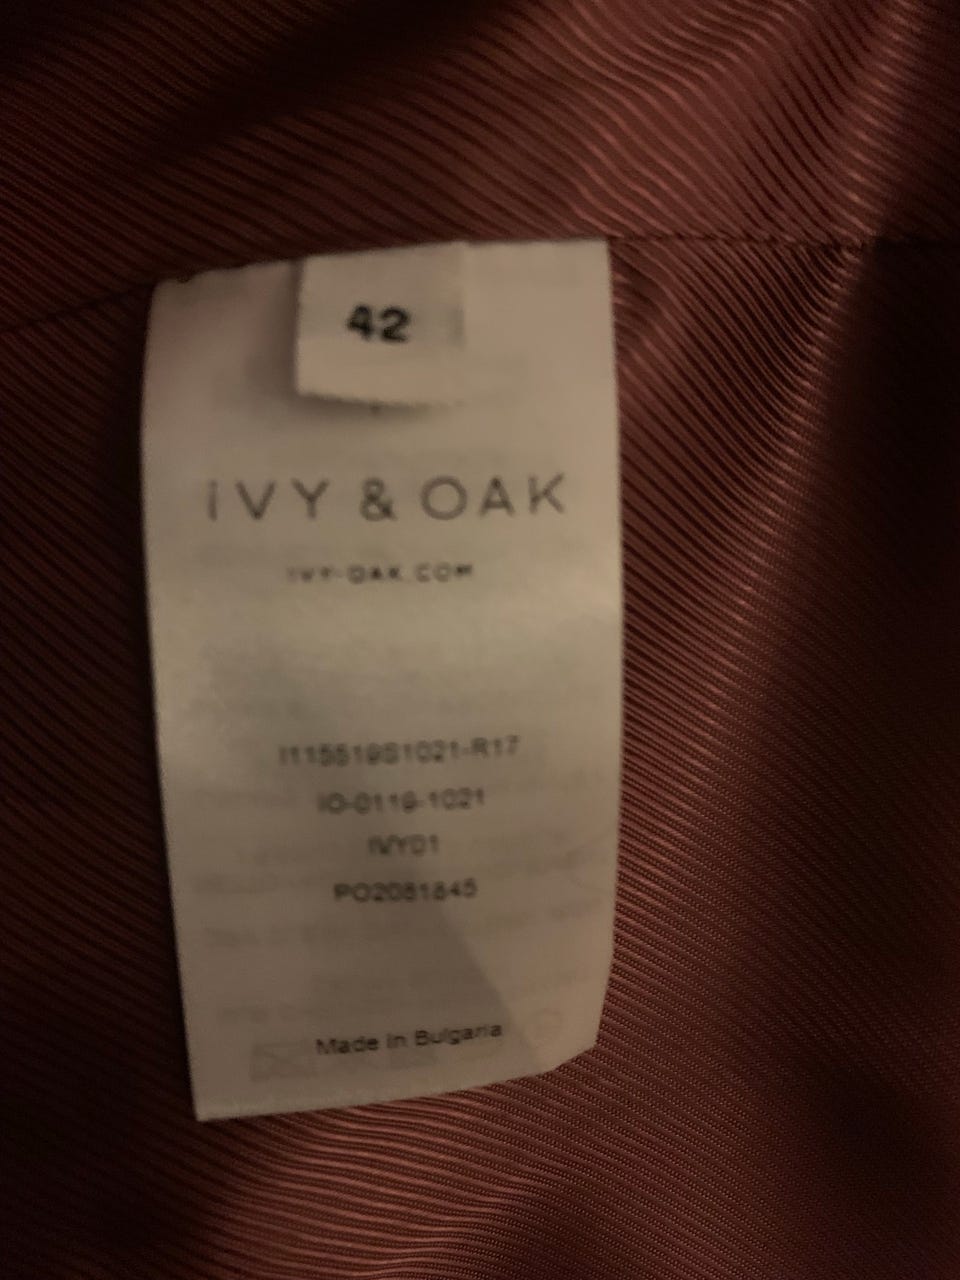 42
IVY & OAK
IVY-OAK.COM
I115519S1021-R17
IO-0119-1021
IVY01
PO2081845
Made in Bulgaria